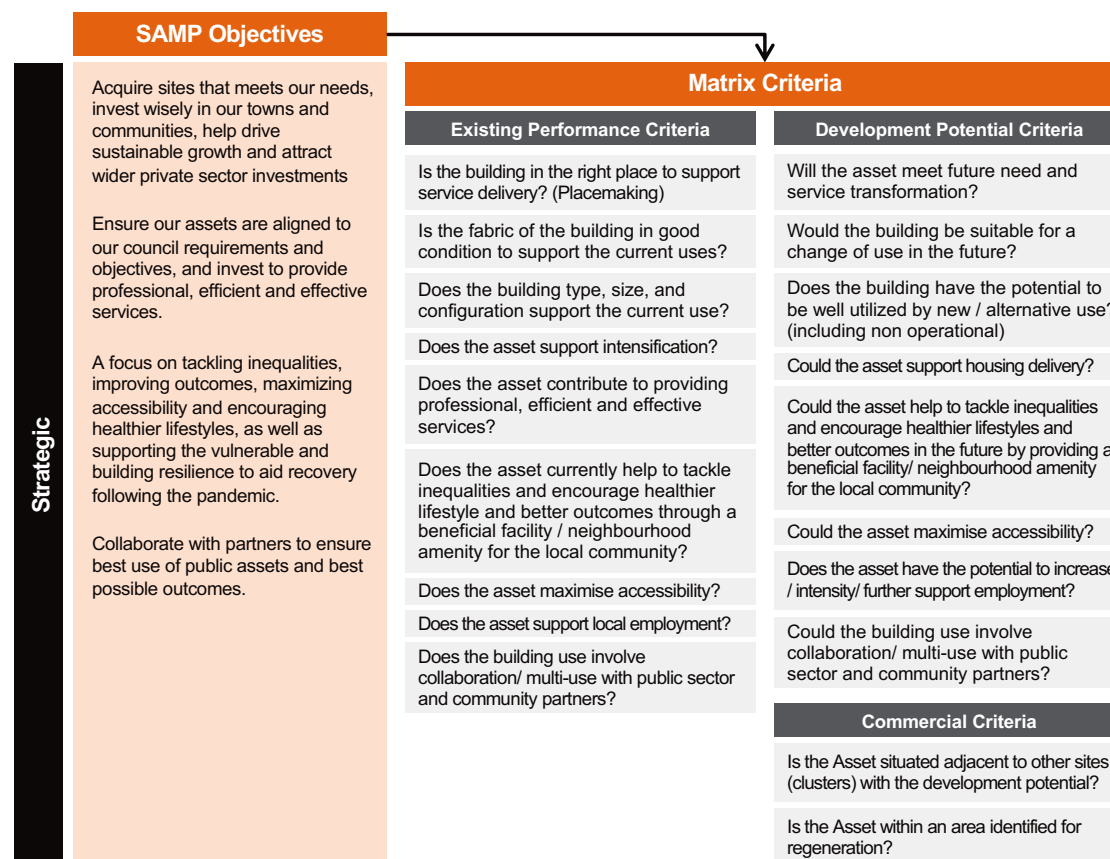 SAMP Objectives
Strategic
Acquire sites that meets our needs,
invest wisely in our towns and
communities, help drive
sustainable growth and attract
wider private sector investments
Ensure our assets are aligned to
our council requirements and
objectives, and invest to provide
professional, efficient and effective
services.
A focus on tackling inequalities,
improving outcomes, maximizing
accessibility and encouraging
healthier lifestyles, as well as
supporting the vulnerable and
building resilience to aid recovery
following the pandemic.
Collaborate with partners to ensure
best use of public assets and best
possible outcomes.
Matrix Criteria
Existing Performance Criteria
Is the building in the right place to support
service delivery? (Placemaking)
Is the fabric of the building in good
condition to support the current uses?
Does the building type, size, and
configuration support the current use?
Does the asset support intensification?
Does the asset contribute to providing
professional, efficient and effective
services?
Does the asset currently help to tackle
inequalities and encourage healthier
lifestyle and better outcomes through a
beneficial facility / neighbourhood
amenity for the local community?
Does the asset maximise accessibility?
Does the asset support local employment?
Does the building use involve
collaboration/ multi-use with public sector
and community partners?
Development Potential Criteria
Will the asset meet future need and
service transformation?
Would the building be suitable for a
change of use in the future?
Does the building have the potential to
be well utilized by new / alternative use?
(including non operational)
Could the asset support housing delivery?
Could the asset help to tackle inequalities
and encourage healthier lifestyles and
better outcomes in the future by providing a
beneficial facility/ neighbourhood amenity
for the local community?
Could the asset maximise accessibility?
Does the asset have the potential to increase
/ intensity/ further support employment?
Could the building use involve
collaboration/ multi-use with public
sector and community partners?
Commercial Criteria
Is the Asset situated adjacent to other sites
(clusters) with the development potential?
Is the Asset within an area identified for
regeneration?